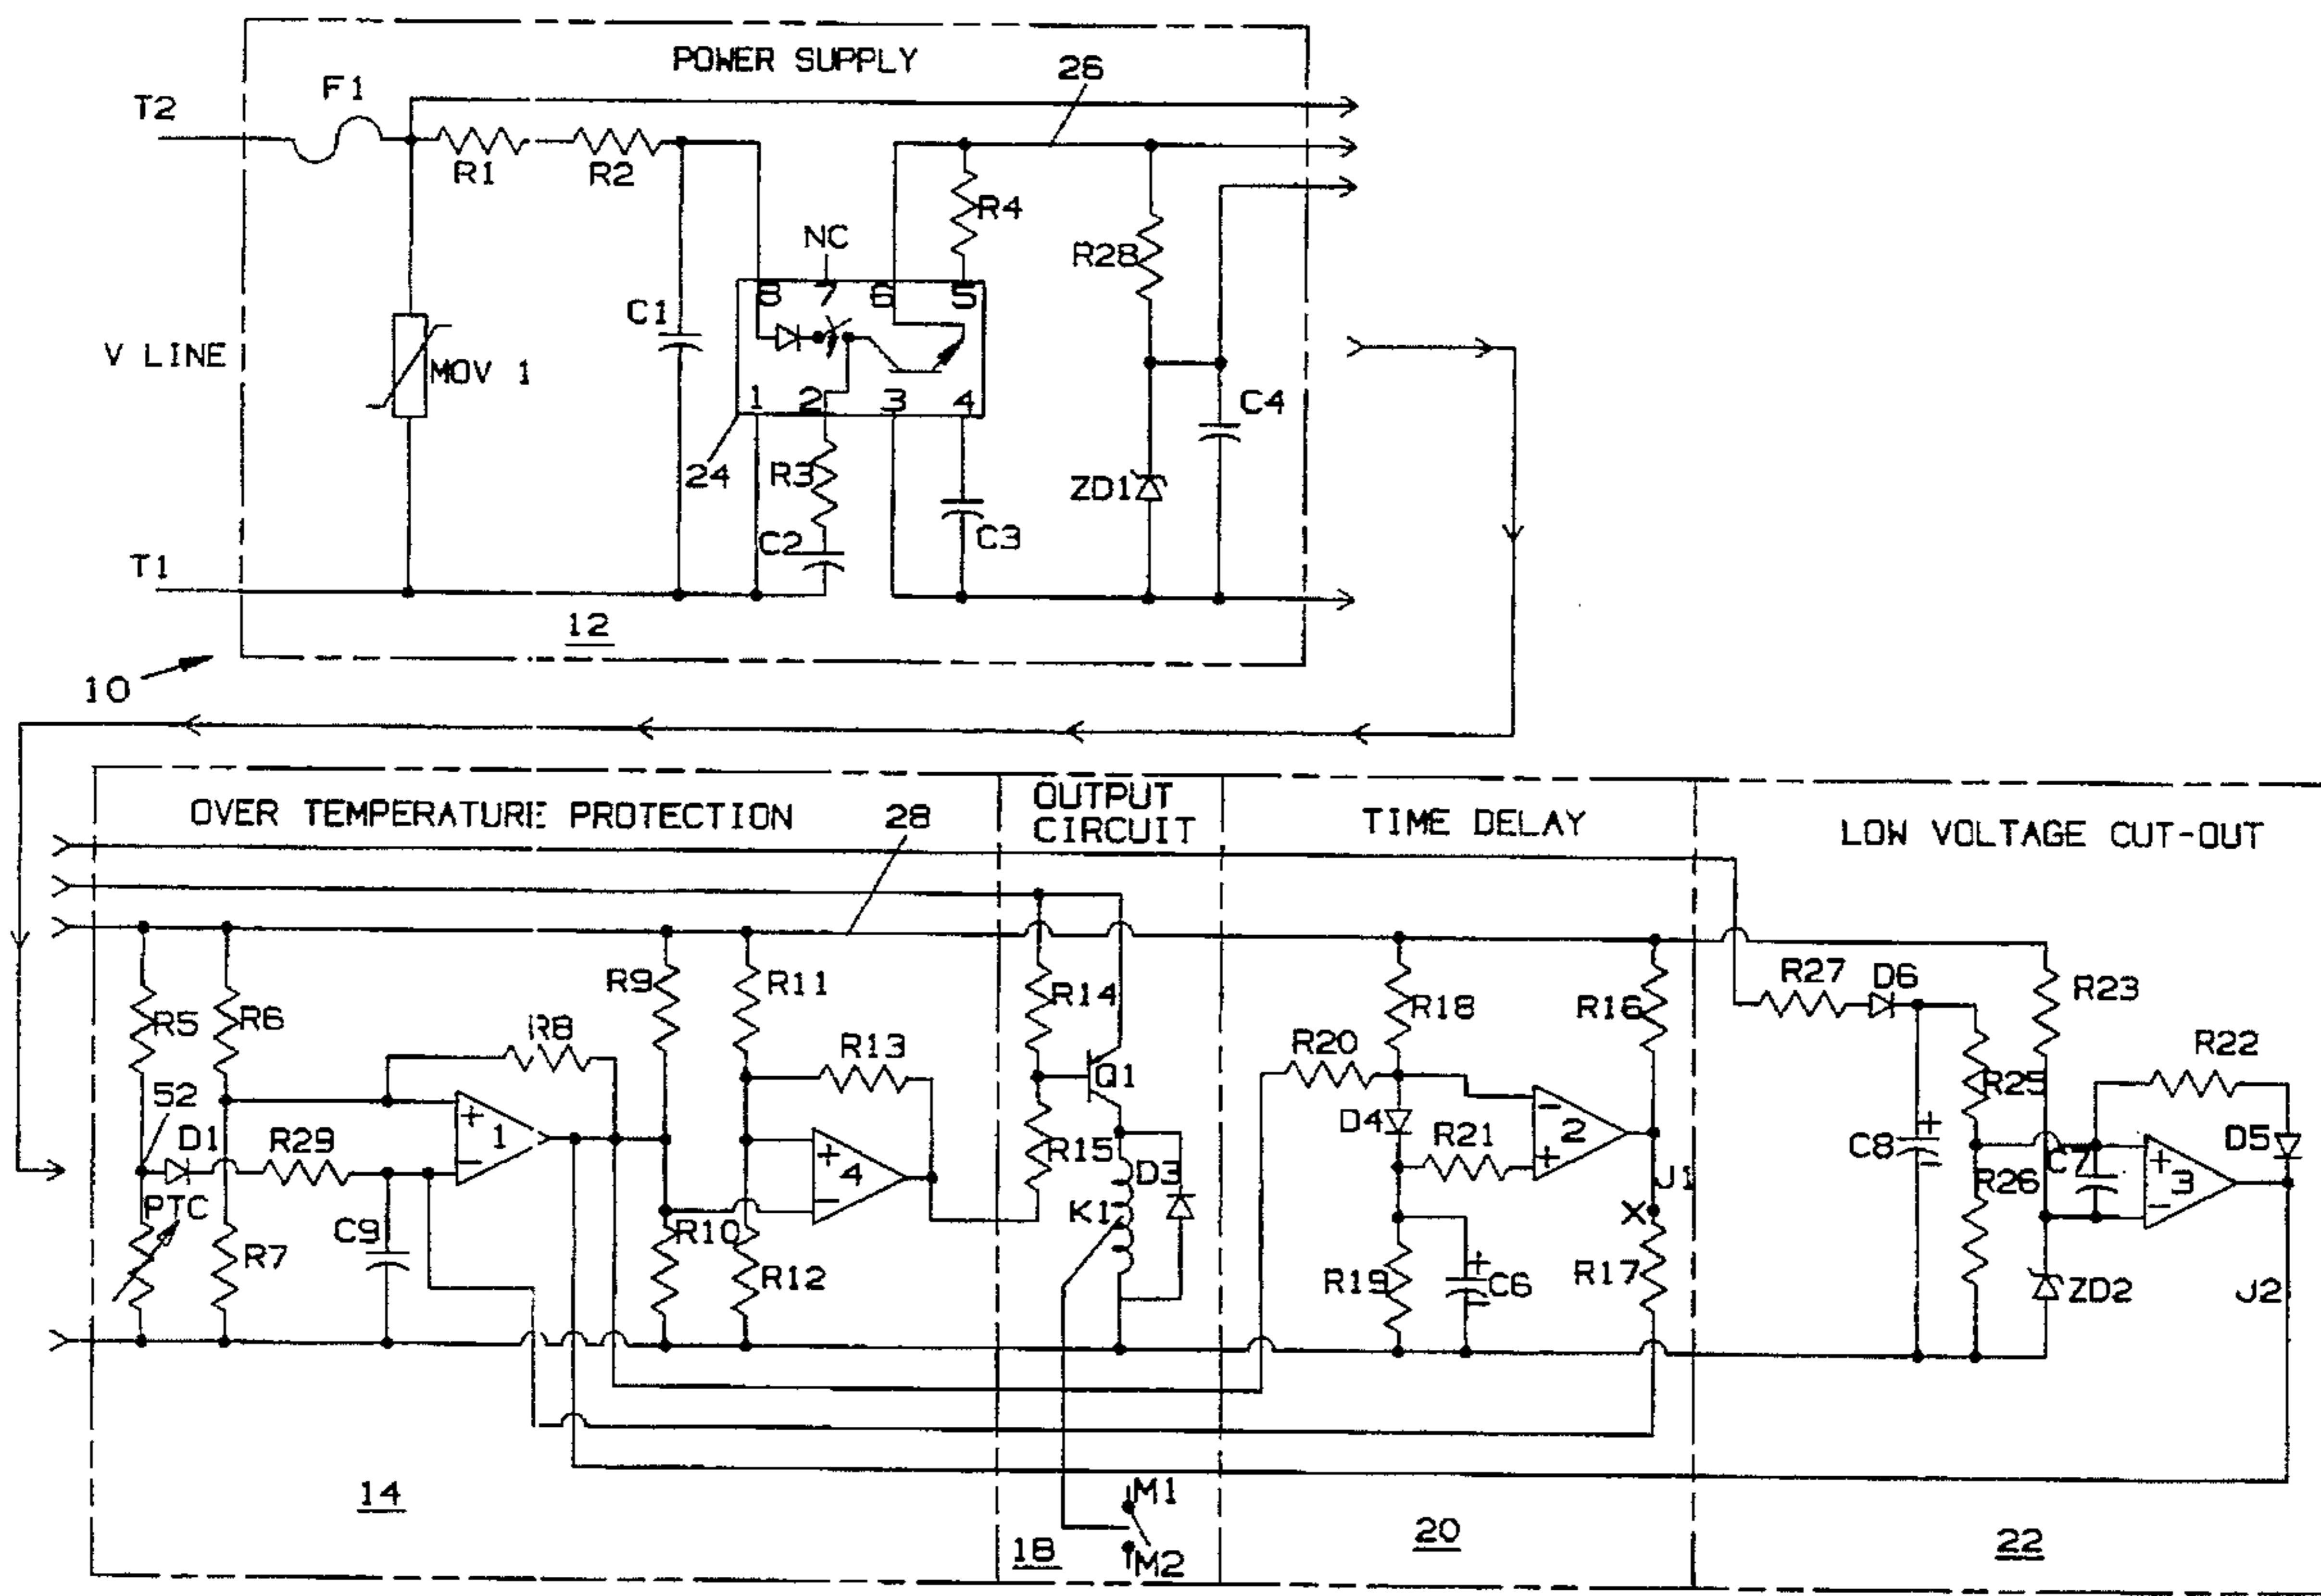 POWER SUPPLY
26
T2
F1
R1
R2
R4
NC
R28
8 7 6 5
C1
V LINE
MOV 1
1 2 3 4
C4
24
R3
ZD1
C2
C3
T1
12
10
OVER TEMPERATURE PROTECTION
28
OUTPUT
CIRCUIT
TIME DELAY
LOW VOLTAGE CUT-OUT
R5
R6
R8
R9
R11
R13
R14
R18
R16
R27
D6
R23
R20
R22
R25
52
D1
R29
+
1
-
+
4
-
Q1
R15
D3
D4
R21
-
2
+
J1
X
+
C8
-
C7
+
3
-
D5
R26
PTC
R7
C9
R10
R12
K1
R19
+
C6
-
R17
ZD2
J2
14
M1
18
M2
20
22